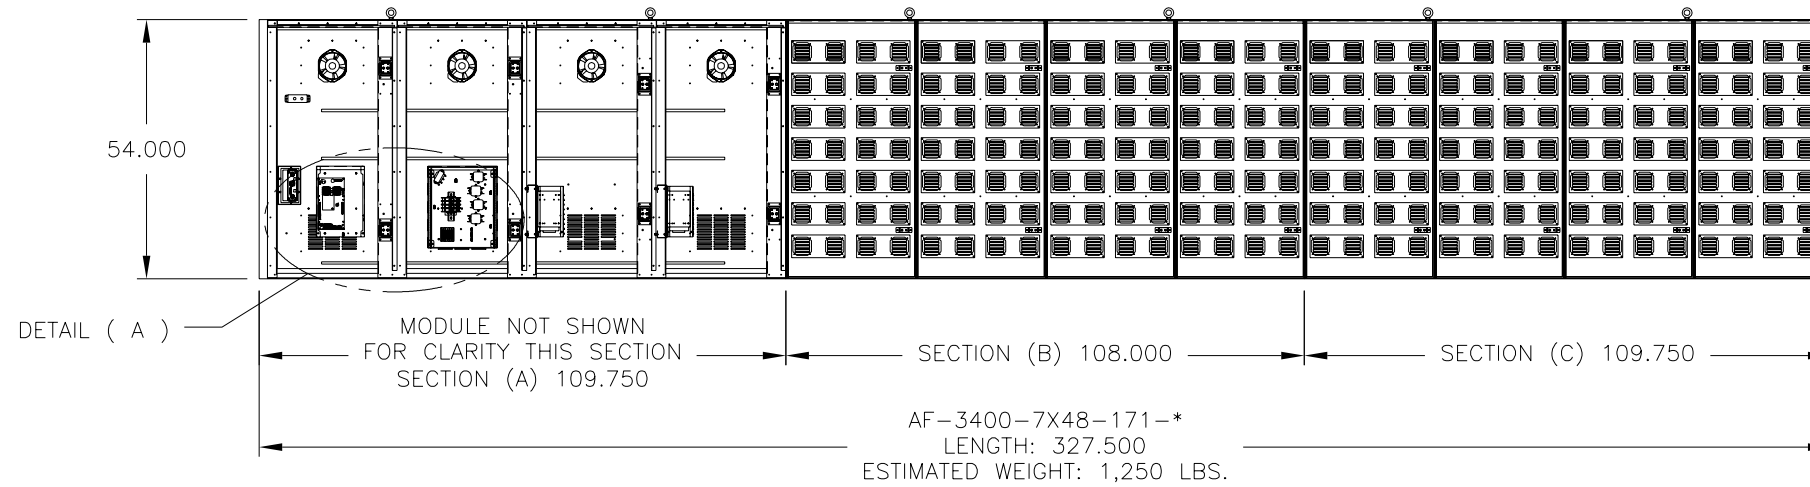 54.000
DETAIL ( A )
MODULE NOT SHOWN
FOR CLARITY THIS SECTION
SECTION (A) 109.750
SECTION (B) 108.000
SECTION (C) 109.750
AF-3400-7X48-171-*
LENGTH: 327.500
ESTIMATED WEIGHT: 1,250 LBS.